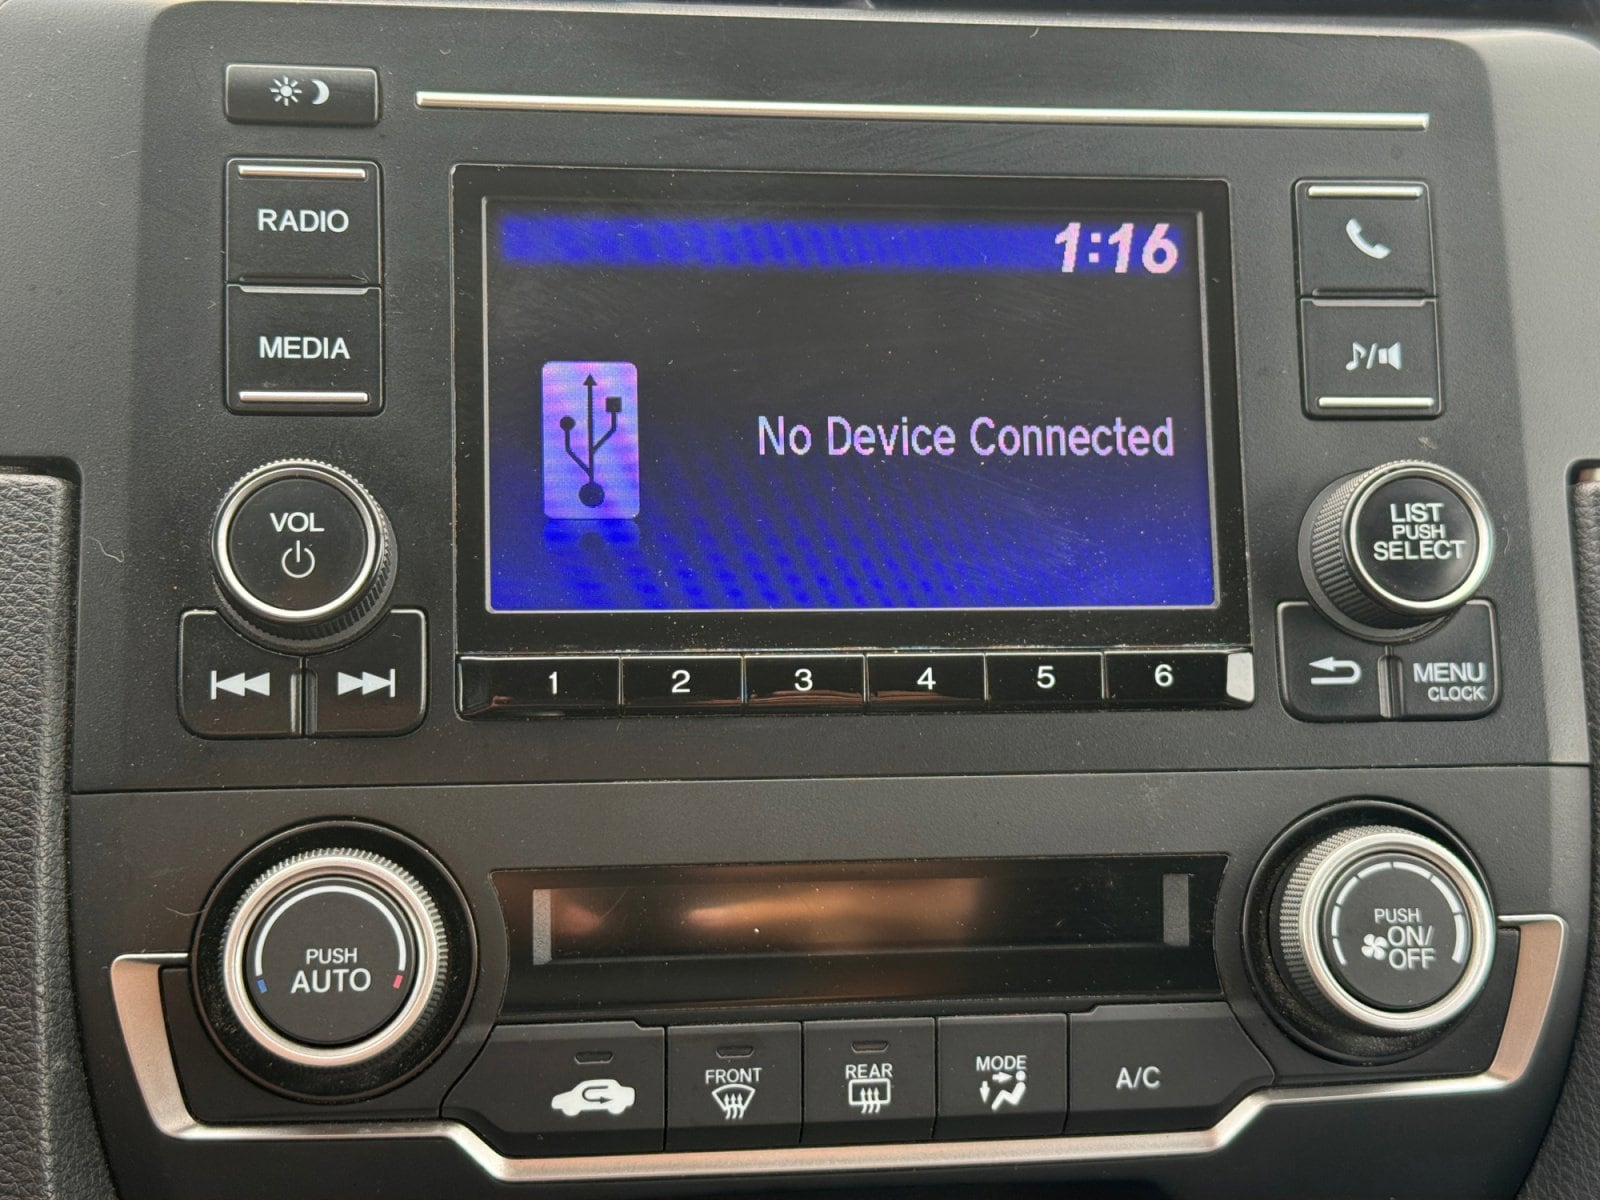 RADIO
MEDIA
VOL
1:16
No Device Connected
LIST
PUSH
SELECT
1 2 3 4 5 6
MENU
CLOCK
PUSH
AUTO
PUSH
ON/
OFF
FRONT
REAR
MODE
A/C